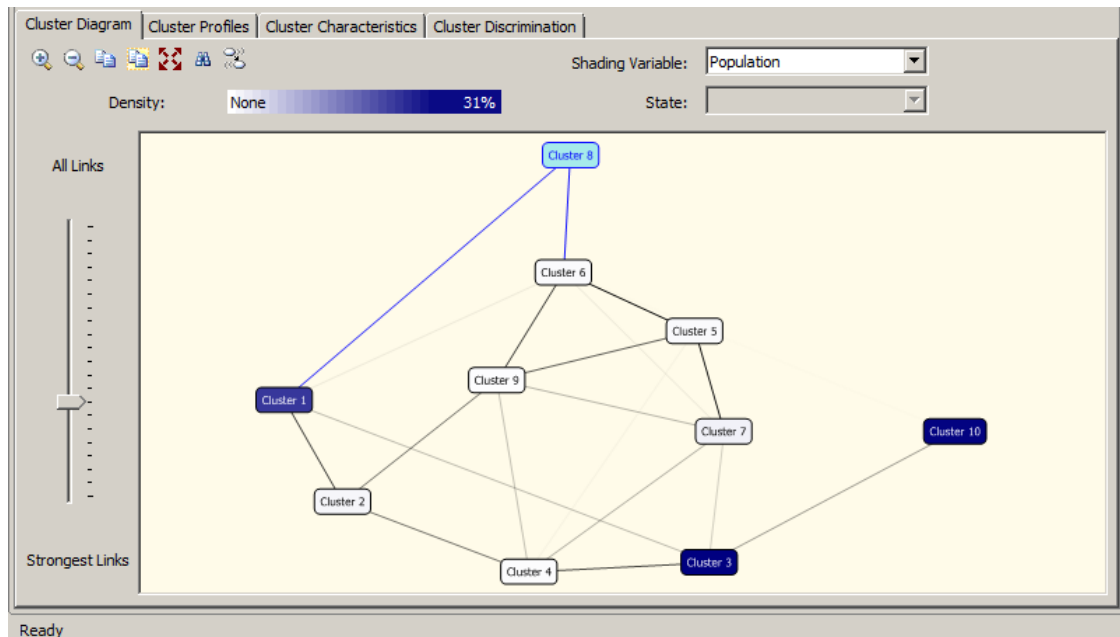 Cluster Diagram Cluster Profiles Cluster Characteristics Cluster Discrimination
Shading Variable: Population
Density: None 31% State:
All Links
Cluster 8
Cluster 6
Cluster 5
Cluster 9
Cluster 1
Cluster 7
Cluster 10
Cluster 2
Strongest Links
Cluster 3
Cluster 4
Ready